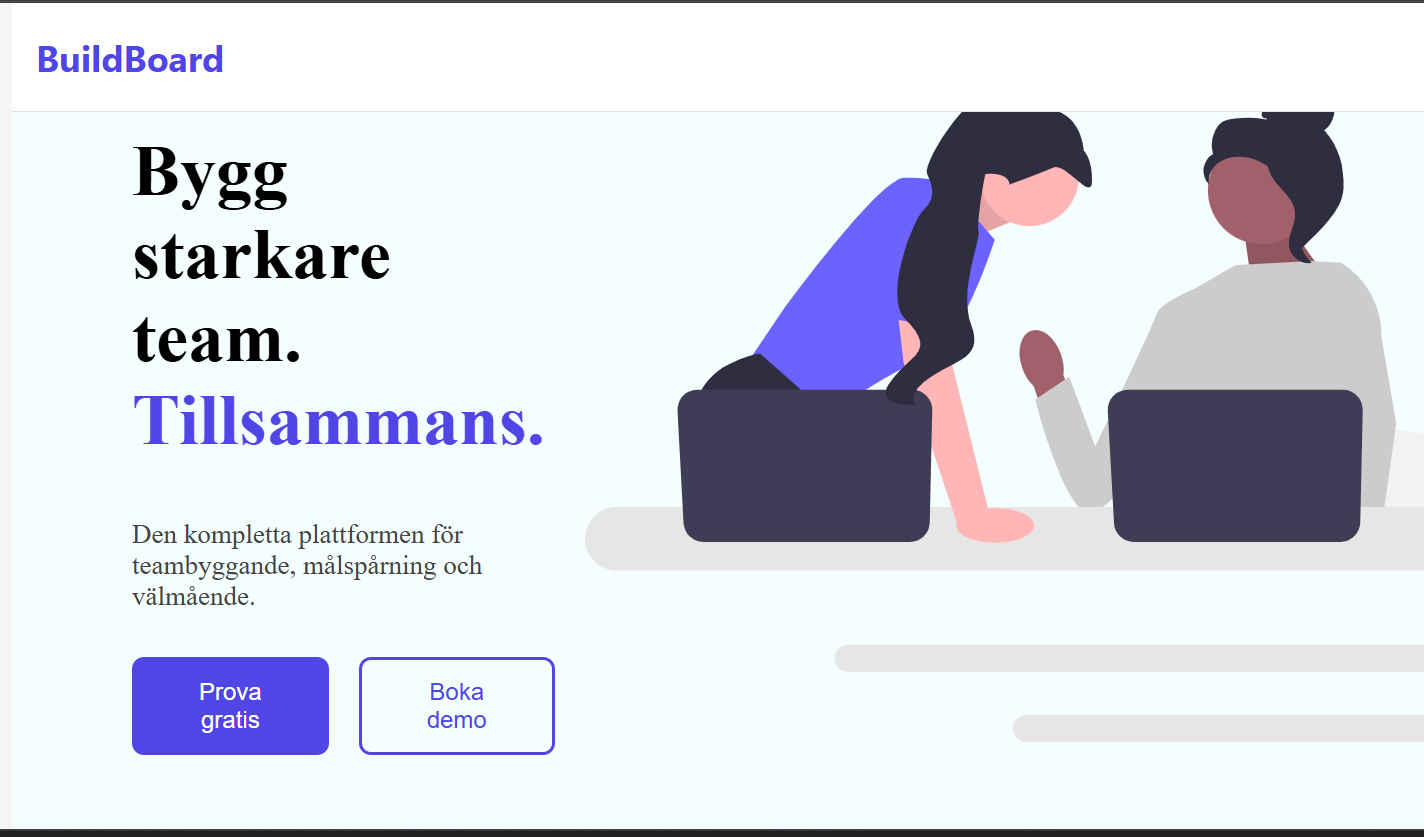 BuildBoard
Bygg
starkare
team.
Tillsammans.
Den kompletta plattformen för
teambyggande, målspårning och
välmående.
Prova
gratis
Boka
demo